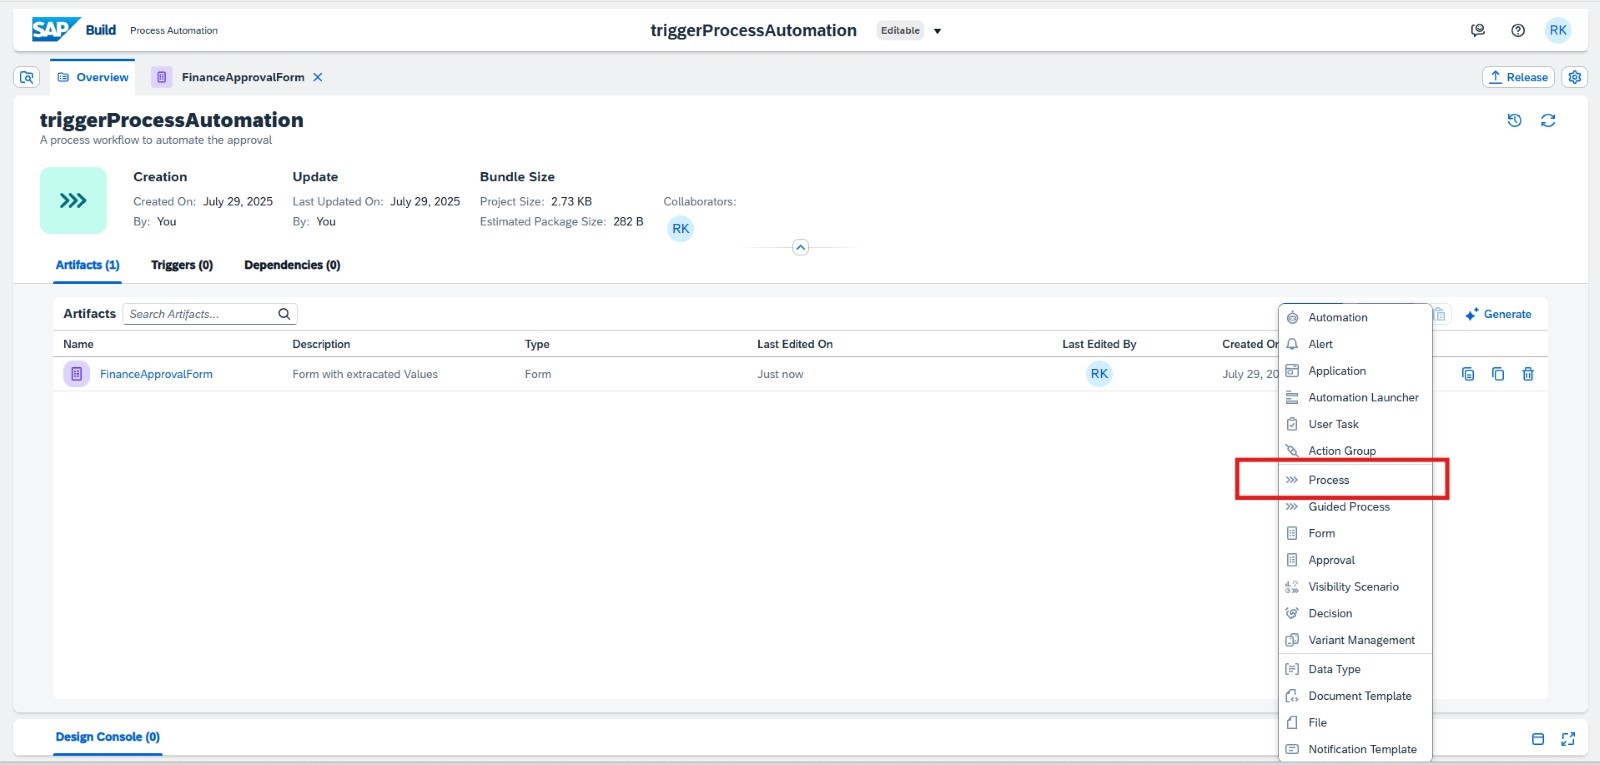 SAP Build Process Automation
triggerProcessAutomation Editable
RK
Overview
FinanceApprovalForm
Release
triggerProcessAutomation
A process workflow to automate the approval
Creation
Created On: July 29, 2025
By: You
Update
Last Updated On: July 29, 2025
By: You
Bundle Size
Project Size: 2.73 KB
Estimated Package Size: 282 B
Collaborators:
RK
Artifacts (1) Triggers (0) Dependencies (0)
Artifacts Search Artifacts...
Generate
Name Description Type Last Edited On Last Edited By Created On
FinanceApprovalForm Form with extracated Values Form Just now RK July 29, 20
Automation
Alert
Application
Automation Launcher
User Task
Action Group
Process
Guided Process
Form
Approval
Visibility Scenario
Decision
Variant Management
Data Type
Document Template
File
Notification Template
Design Console (0)